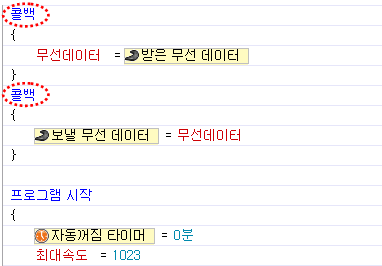 콜백
{
무선데이터 = 받은 무선 데이터
}
콜백
{
보낼 무선 데이터 = 무선데이터
}
프로그램 시작
{
자동꺼짐 타이머 = 0분
최대속도 = 1023